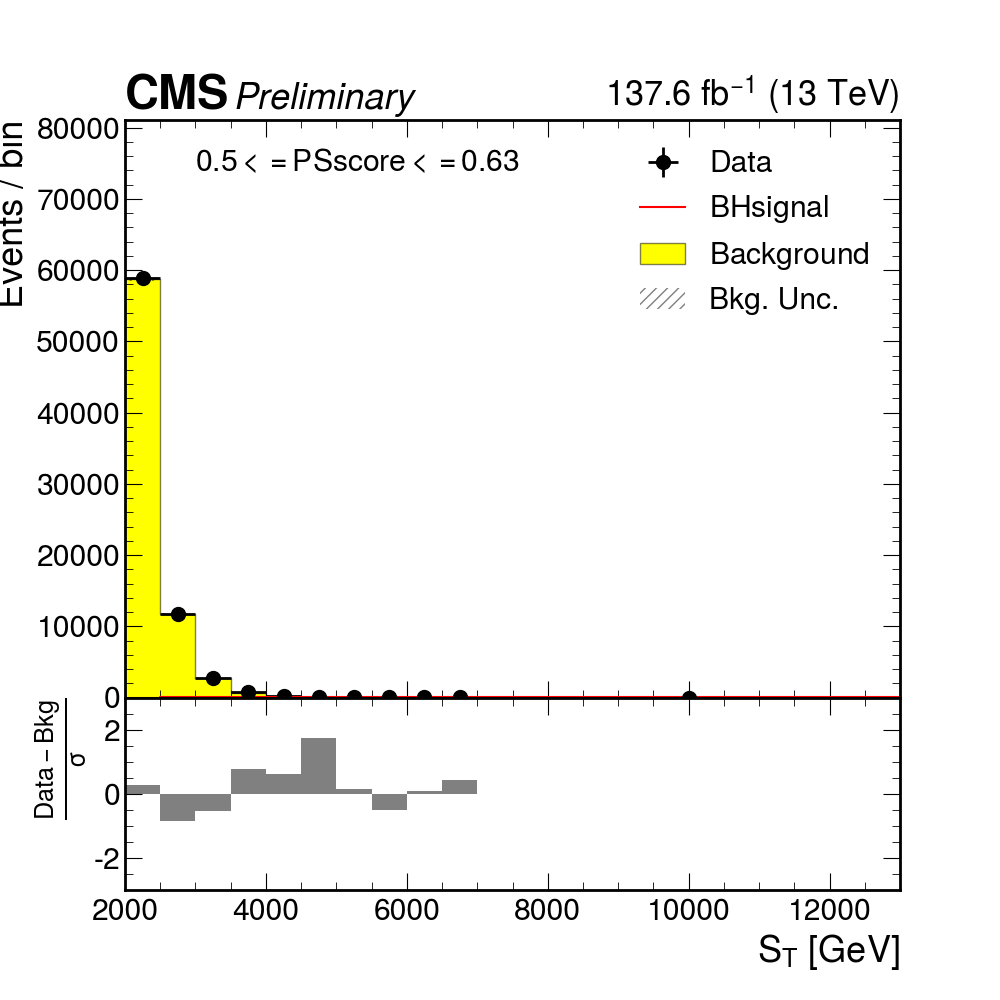 CMS Preliminary 137.6 fb⁻¹ (13 TeV)
Events / bin
80000
70000
60000
50000
40000
30000
20000
10000
0
0.5 < = PSscore < = 0.63
Data
BHsignal
Background
Bkg. Unc.
Data – Bkg
σ
2
0
-2
2000 4000 6000 8000 10000 12000
S_T [GeV]